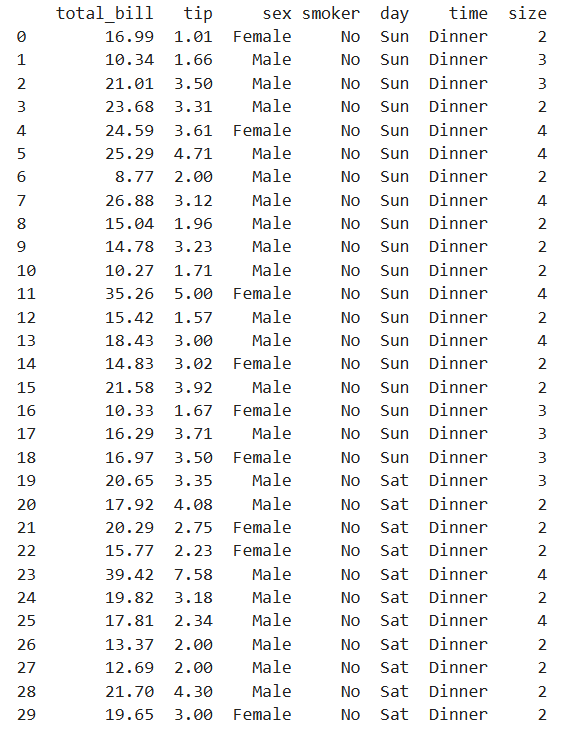 total_bill tip sex smoker day time size
0 16.99 1.01 Female No Sun Dinner 2
1 10.34 1.66 Male No Sun Dinner 3
2 21.01 3.50 Male No Sun Dinner 3
3 23.68 3.31 Male No Sun Dinner 2
4 24.59 3.61 Female No Sun Dinner 4
5 25.29 4.71 Male No Sun Dinner 4
6 8.77 2.00 Male No Sun Dinner 2
7 26.88 3.12 Male No Sun Dinner 4
8 15.04 1.96 Male No Sun Dinner 2
9 14.78 3.23 Male No Sun Dinner 2
10 10.27 1.71 Male No Sun Dinner 2
11 35.26 5.00 Female No Sun Dinner 4
12 15.42 1.57 Male No Sun Dinner 2
13 18.43 3.00 Male No Sun Dinner 4
14 14.83 3.02 Female No Sun Dinner 2
15 21.58 3.92 Male No Sun Dinner 2
16 10.33 1.67 Female No Sun Dinner 3
17 16.29 3.71 Male No Sun Dinner 3
18 16.97 3.50 Female No Sun Dinner 3
19 20.65 3.35 Male No Sat Dinner 3
20 17.92 4.08 Male No Sat Dinner 2
21 20.29 2.75 Female No Sat Dinner 2
22 15.77 2.23 Female No Sat Dinner 2
23 39.42 7.58 Male No Sat Dinner 4
24 19.82 3.18 Male No Sat Dinner 2
25 17.81 2.34 Male No Sat Dinner 4
26 13.37 2.00 Male No Sat Dinner 2
27 12.69 2.00 Male No Sat Dinner 2
28 21.70 4.30 Male No Sat Dinner 2
29 19.65 3.00 Female No Sat Dinner 2